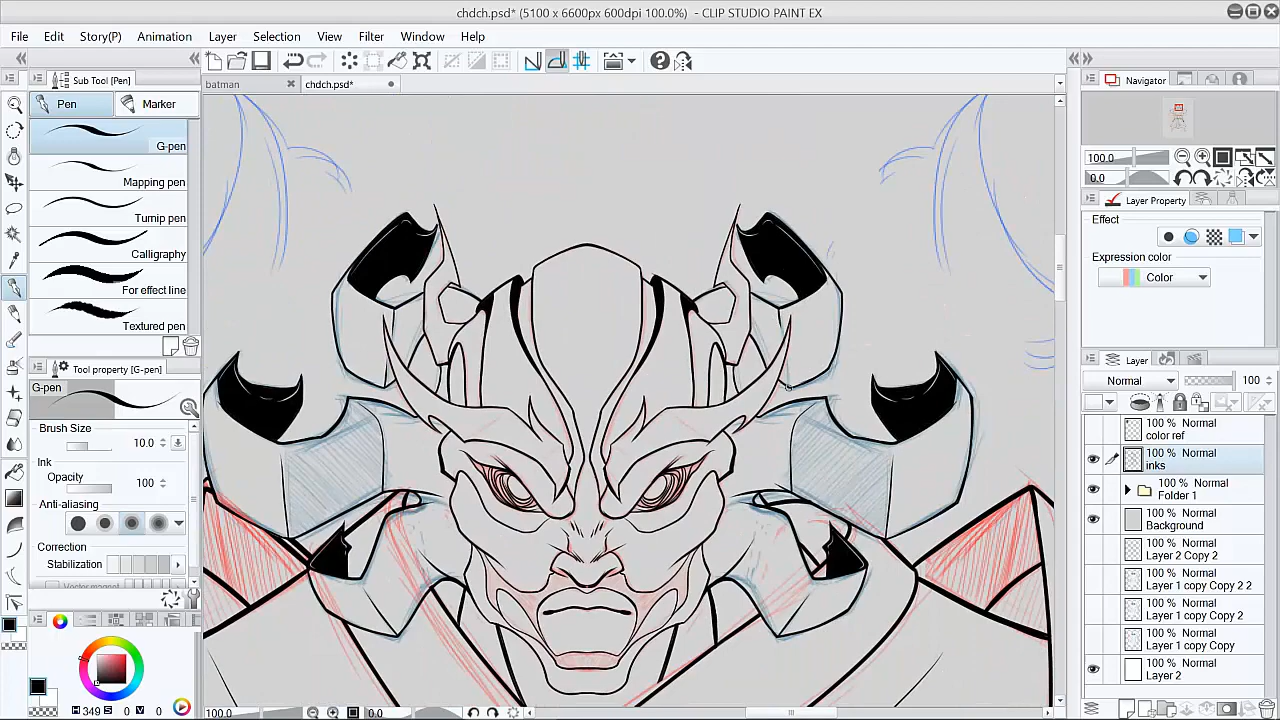 chdch.psd* (5100 x 6600px 600dpi 100.0%) - CLIP STUDIO PAINT EX
File Edit Story(P) Animation Layer Selection View Filter Window Help
Sub Tool [Pen]
batman
chdch.psd*
Navigator
Pen
Marker
G-pen
Mapping pen
Turnip pen
Calligraphy
For effect line
Textured pen
Tool property [G-pen]
G-pen
Brush Size
10.0
Ink
Opacity
100
Anti-aliasing
Correction
Stabilization
Vector magnet
H 349 S 0 V 0
100.0
0.0
100.0
0.0
Layer Property
Effect
Expression color
Color
Layer
Normal
100
100 % Normal
color ref
100 % Normal
inks
100 % Normal
Folder 1
100 % Normal
Background
100 % Normal
Layer 2 Copy 2
100 % Normal
Layer 1 copy Copy 2 2
100 % Normal
Layer 1 copy Copy 2
100 % Normal
Layer 1 copy Copy
100 % Normal
Layer 2